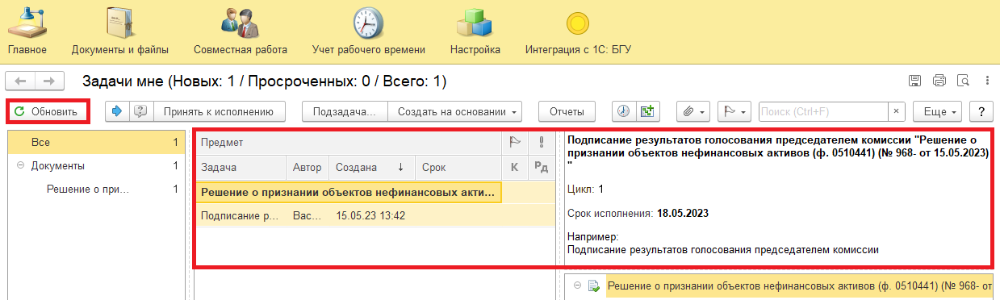 Главное
Документы и файлы
Совместная работа
Учет рабочего времени
Настройка
Интеграция с 1С: БГУ
Задачи мне (Новых: 1 / Просроченных: 0 / Всего: 1)
Обновить
Принять к исполнению
Подзадача...
Создать на основании
Отчеты
Поиск (Ctrl+F)
×
Еще
?
Все 1
Документы 1
Решение о при... 1
Предмет
Задача Автор Создана ↓ Срок К Рд
Решение о признании объектов нефинансовых акти...
Подписание р... Вас... 15.05.23 13:42
Подписание результатов голосования председателем комиссии "Решение о
признании объектов нефинансовых активов (ф. 0510441) (№ 968- от 15.05.2023)
"
Цикл: 1
Срок исполнения: 18.05.2023
Например:
Подписание результатов голосования председателем комиссии
Решение о признании объектов нефинансовых активов (ф. 0510441) (№ 968- от